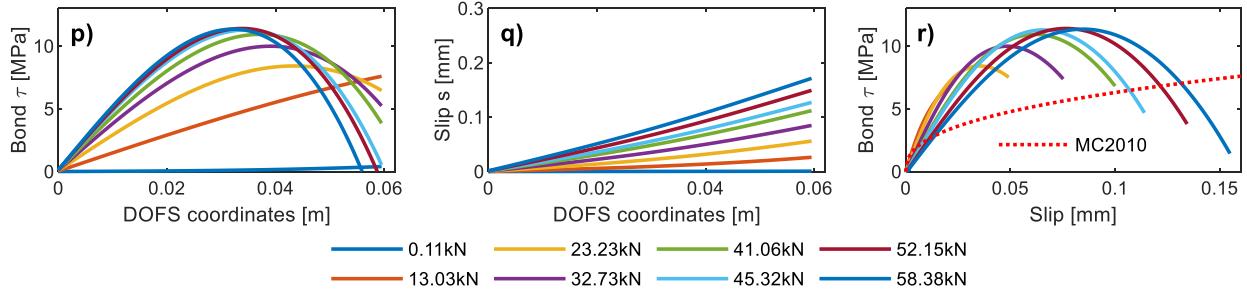 p)
Bond τ [MPa]
10
5
0
0
0.02
0.04
0.06
DOFS coordinates [m]
q)
Slip s [mm]
0.3
0.2
0.1
0
0
0.02
0.04
0.06
DOFS coordinates [m]
r)
Bond τ [MPa]
10
5
0
0
0.05
0.1
0.15
Slip [mm]
MC2010
0.11kN
23.23kN
41.06kN
52.15kN
13.03kN
32.73kN
45.32kN
58.38kN